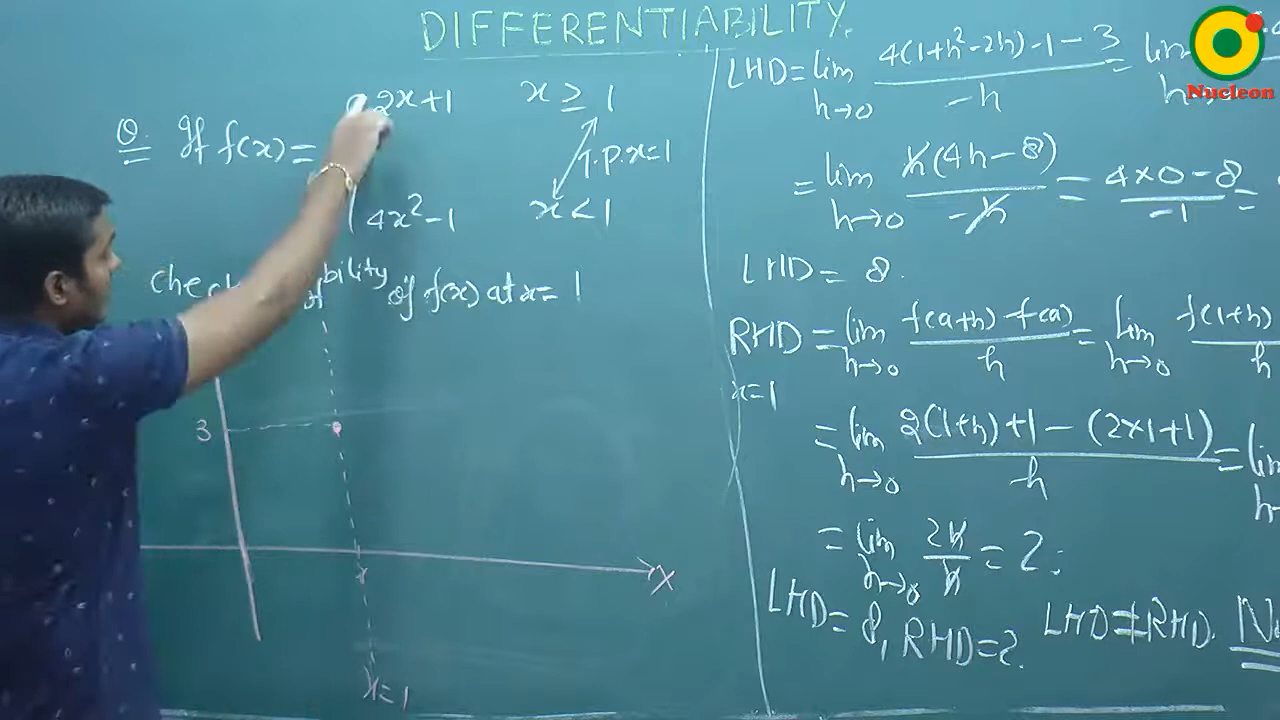 DIFFERENTIABILITY.
Nucleon
Q. If f(x) = 2x+1 x ≥ 1
T.P. x=1
4x²-1 x < 1
bility of f(x) at x = 1
3
X
x=1
LHD = lim h→0 4(1+h²-2h)-1-3 / -h = lim
= lim h→0 h(4h-8) / -h = 4×0-8 / -1 =
LHD = 8.
RHD = lim h→0 f(a+h)-f(a) / h = lim h→0 f(1+h) / h
x=1
= lim h→0 2(1+h)+1-(2×1+1) / h = lim
= lim h→0 2h / h = 2;
LHD = 8, RHD = 2. LHD ≠ RHD.